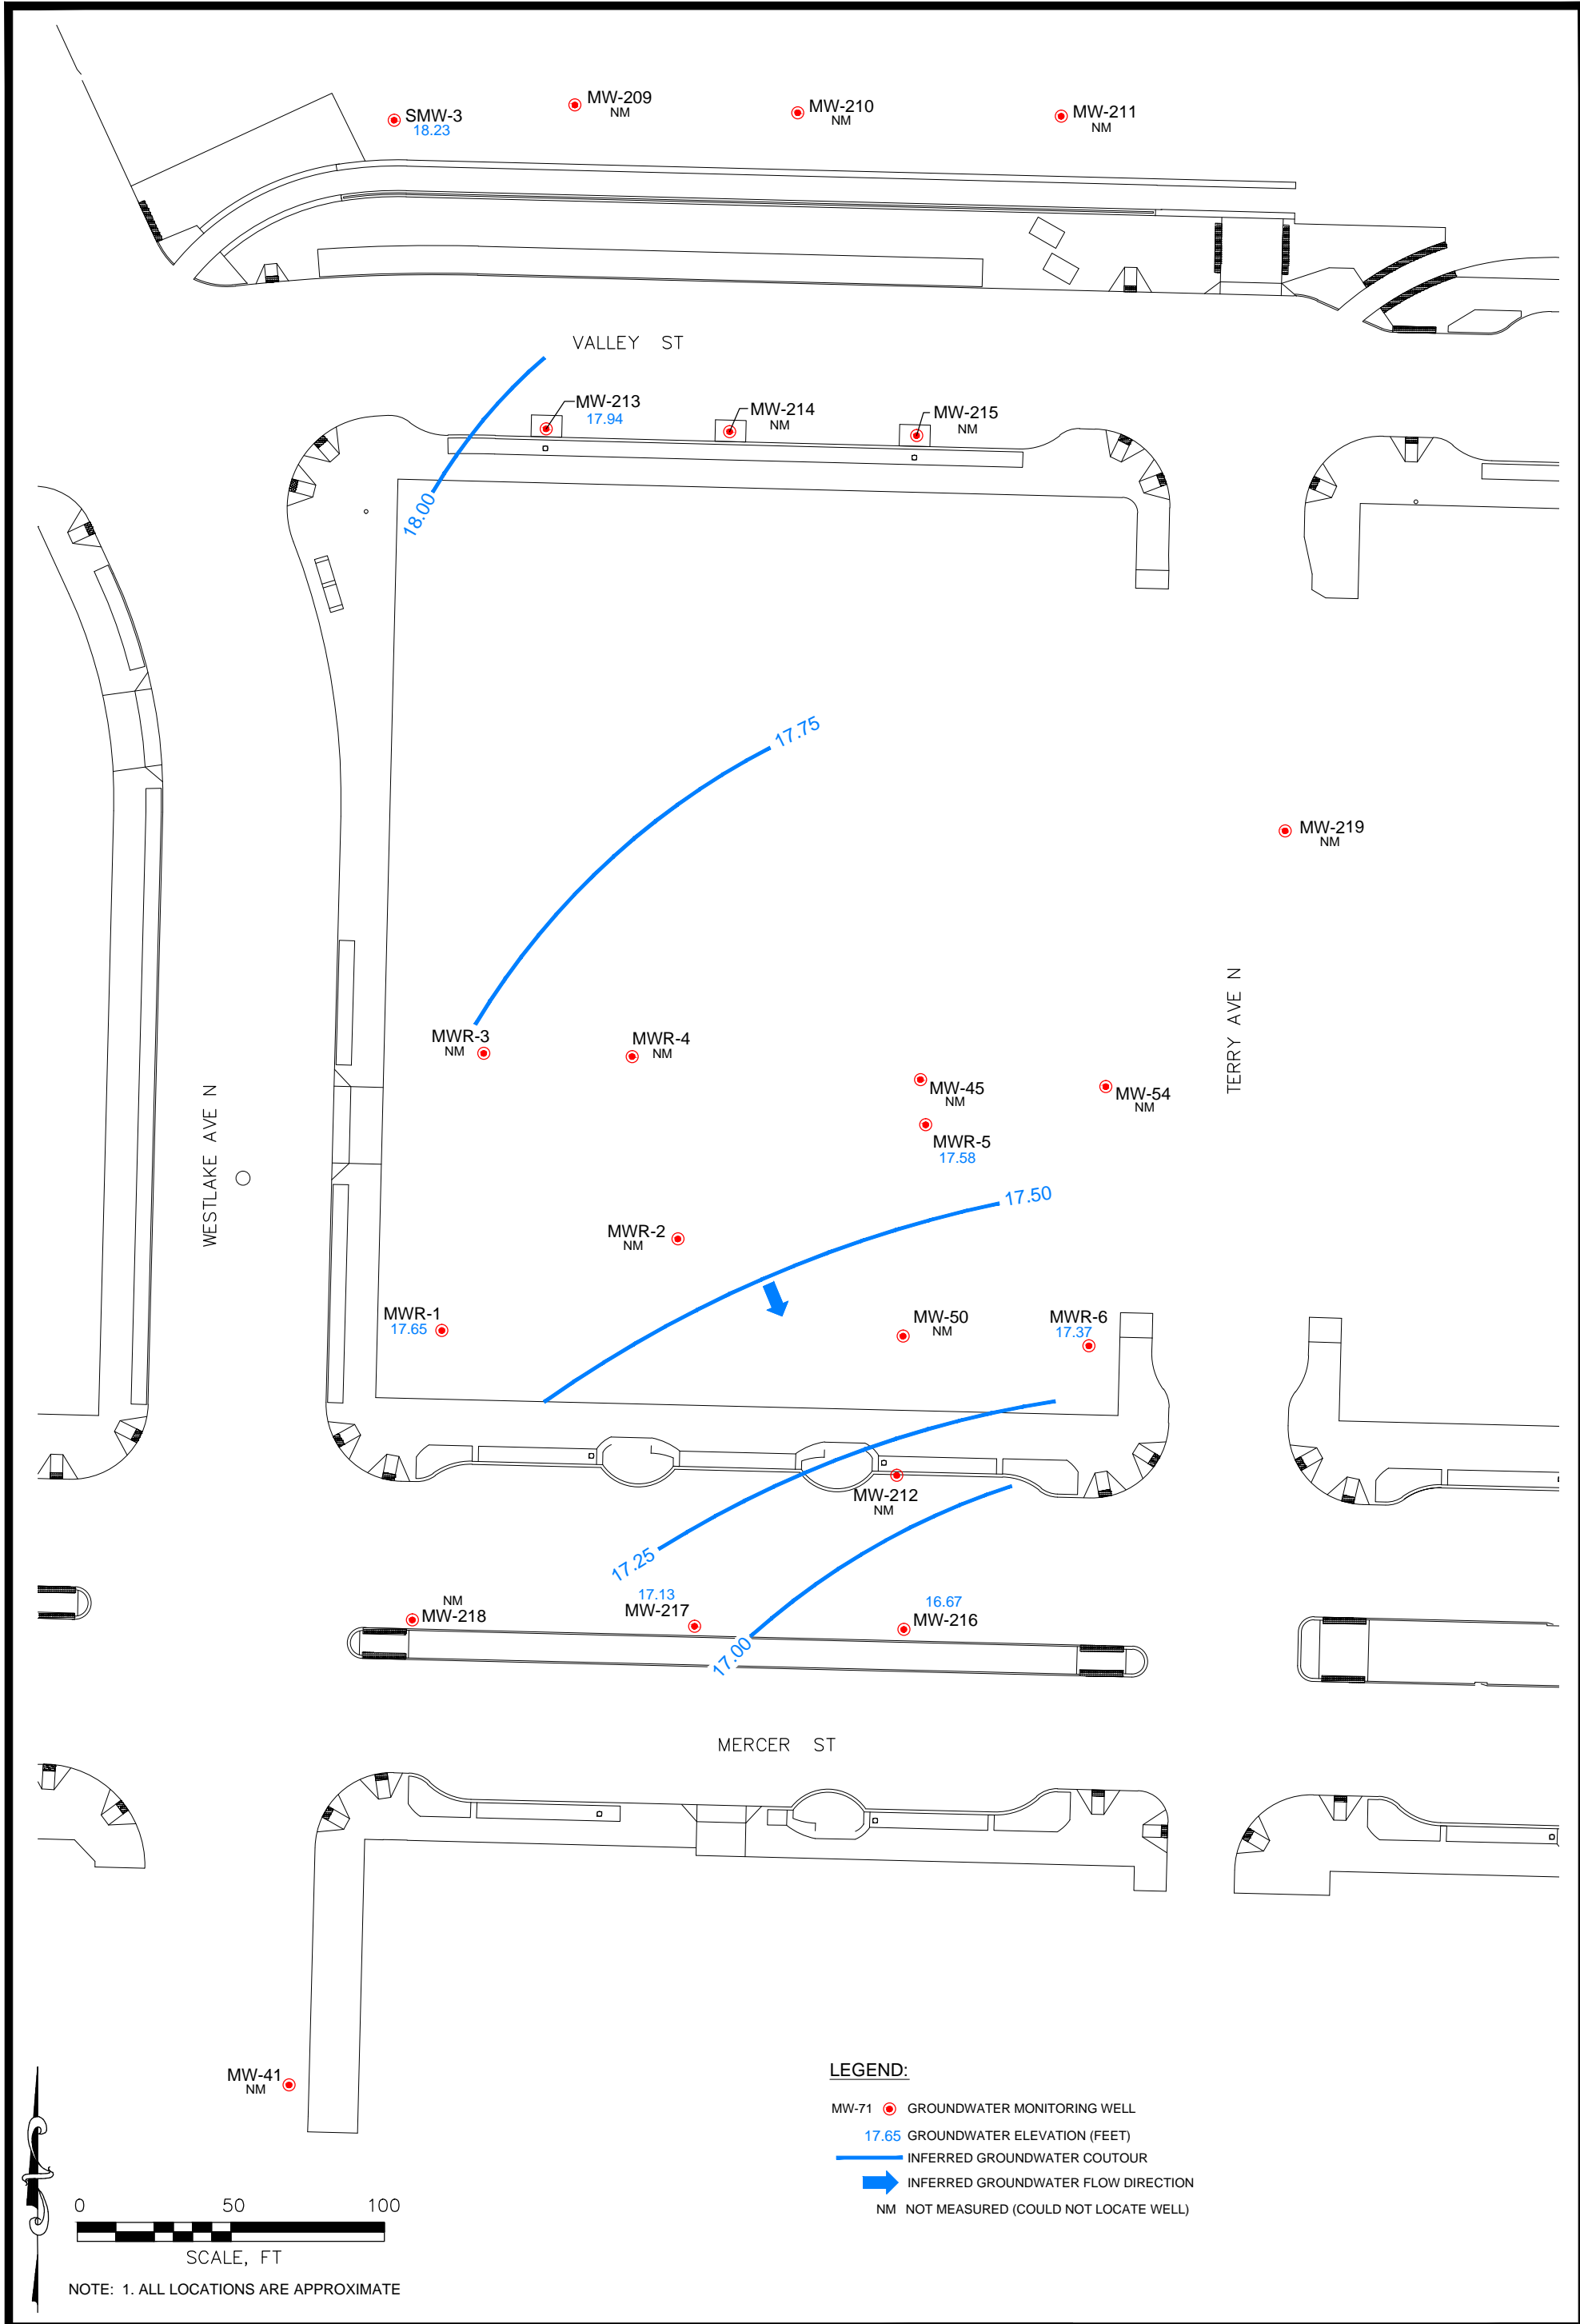 MW-209
NM
SMW-3
18.23
MW-210
NM
MW-211
NM
VALLEY ST
MW-213
17.94
MW-214
NM
MW-215
NM
18.00
17.75
MW-219
NM
TERRY AVE N
MWR-3
NM
MWR-4
NM
MW-45
NM
MW-54
NM
MWR-5
17.58
WESTLAKE AVE N
17.50
MWR-2
NM
MWR-1
17.65
MW-50
NM
MWR-6
17.37
MW-212
NM
17.25
NM
MW-218
17.13
MW-217
16.67
MW-216
17.00
MERCER ST
MW-41
NM
LEGEND:
MW-71 GROUNDWATER MONITORING WELL
17.65 GROUNDWATER ELEVATION (FEET)
INFERRED GROUNDWATER COUTOUR
INFERRED GROUNDWATER FLOW DIRECTION
NM NOT MEASURED (COULD NOT LOCATE WELL)
0 50 100
SCALE, FT
NOTE: 1. ALL LOCATIONS ARE APPROXIMATE